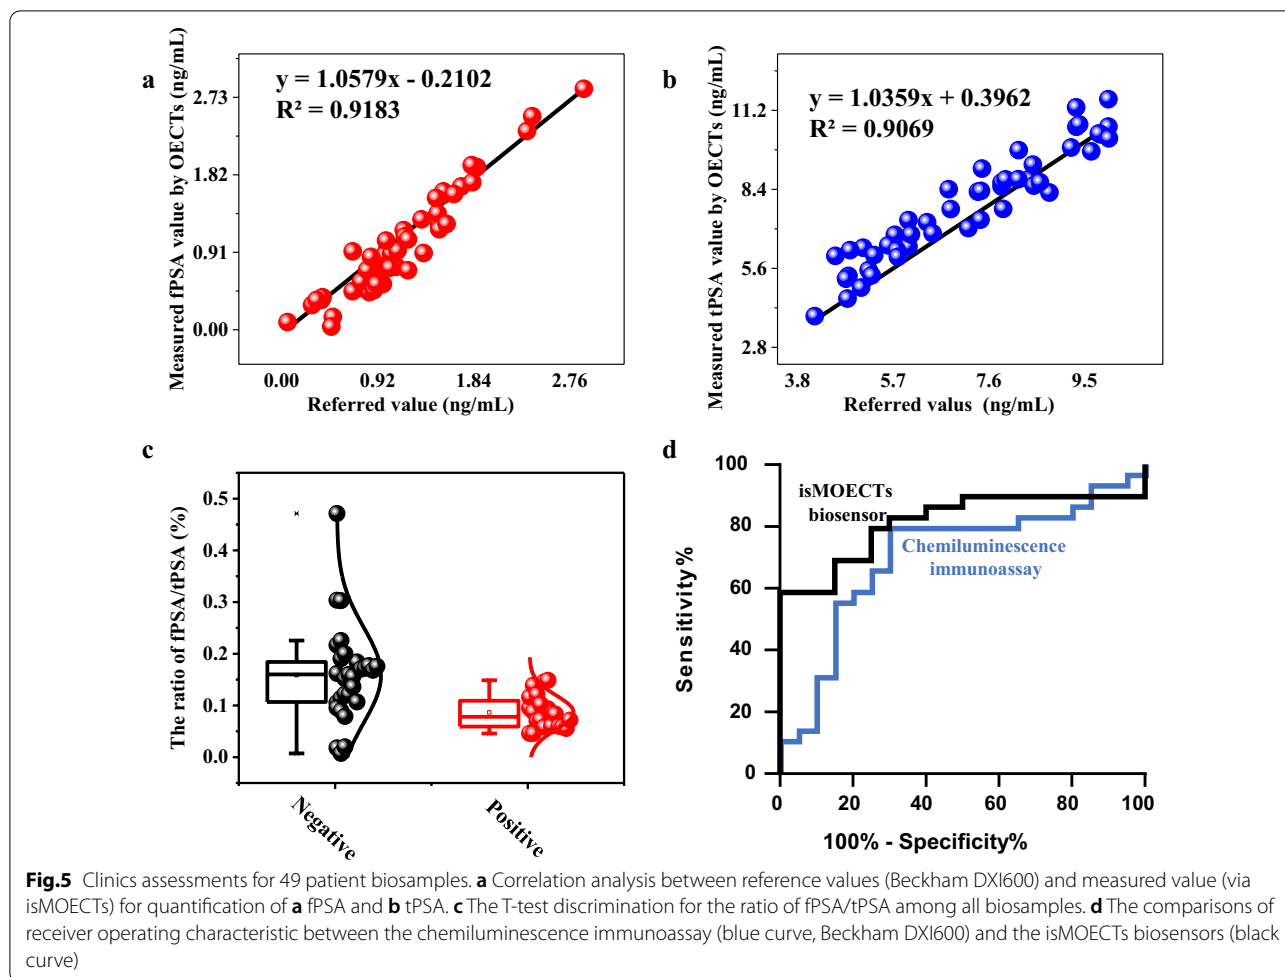 a
y = 1.0579x - 0.2102
R² = 0.9183
Measured fPSA value by OECTs (ng/mL)
2.73
1.82
0.91
0.00
0.00 0.92 1.84 2.76
Referred value (ng/mL)
b
y = 1.0359x + 0.3962
R² = 0.9069
Measured tPSA value by OECTs (ng/mL)
11.2
8.4
5.6
2.8
3.8 5.7 7.6 9.5
Referred valus (ng/mL)
c
The ratio of fPSA/tPSA (%)
0.5
0.4
0.3
0.2
0.1
0.0
Negative
Positive
d
Sensitivity%
100
80
60
40
20
0
isMOECTs
biosensor
Chemiluminescence
immunoassay
0 20 40 60 80 100
100% - Specificity%
Fig.5 Clinics assessments for 49 patient biosamples. a Correlation analysis between reference values (Beckham DXI600) and measured value (via
isMOECTs) for quantification of a fPSA and b tPSA. c The T-test discrimination for the ratio of fPSA/tPSA among all biosamples. d The comparisons of
receiver operating characteristic between the chemiluminescence immunoassay (blue curve, Beckham DXI600) and the isMOECTs biosensors (black
curve)